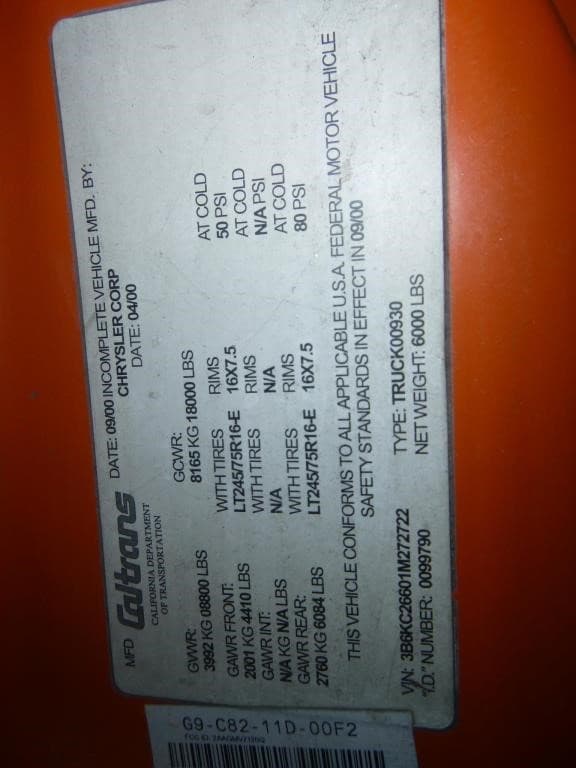 MFD Caltrans
CALIFORNIA DEPARTMENT
OF TRANSPORTATION
DATE: 09/00 INCOMPLETE VEHICLE MFD. BY:
CHRYSLER CORP
DATE: 04/00
GVWR:
3992 KG 08800 LBS
GCWR:
8165 KG 18000 LBS
GAWR FRONT: WITH TIRES RIMS AT COLD
2001 KG 4410 LBS LT245/75R16-E 16X7.5 50 PSI
GAWR INT: WITH TIRES RIMS AT COLD
N/A KG N/A LBS N/A N/A N/A PSI
GAWR REAR: WITH TIRES RIMS AT COLD
2760 KG 6084 LBS LT245/75R16-E 16X7.5 80 PSI
THIS VEHICLE CONFORMS TO ALL APPLICABLE U.S.A. FEDERAL MOTOR VEHICLE
SAFETY STANDARDS IN EFFECT IN 09/00
V/N: 3B6KC26601M272722 TYPE: TRUCK00930
"I.D." NUMBER: 0099790 NET WEIGHT: 6000 LBS
G9-C82-11D-00F2
FCC ID: